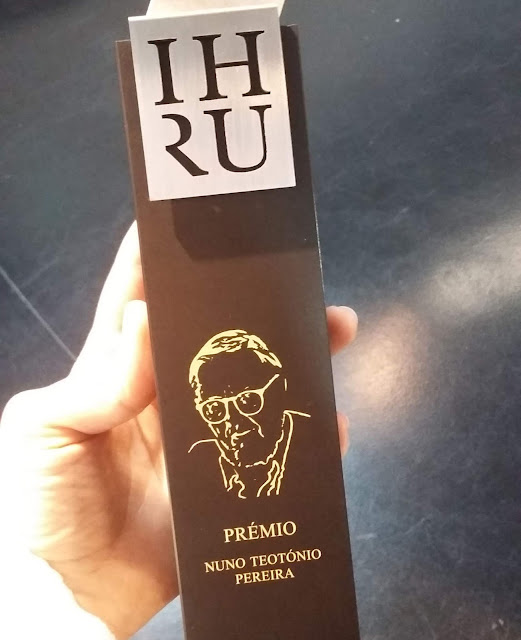 IH
RU
PRÉMIO
NUNO TEOTÓNIO
PEREIRA